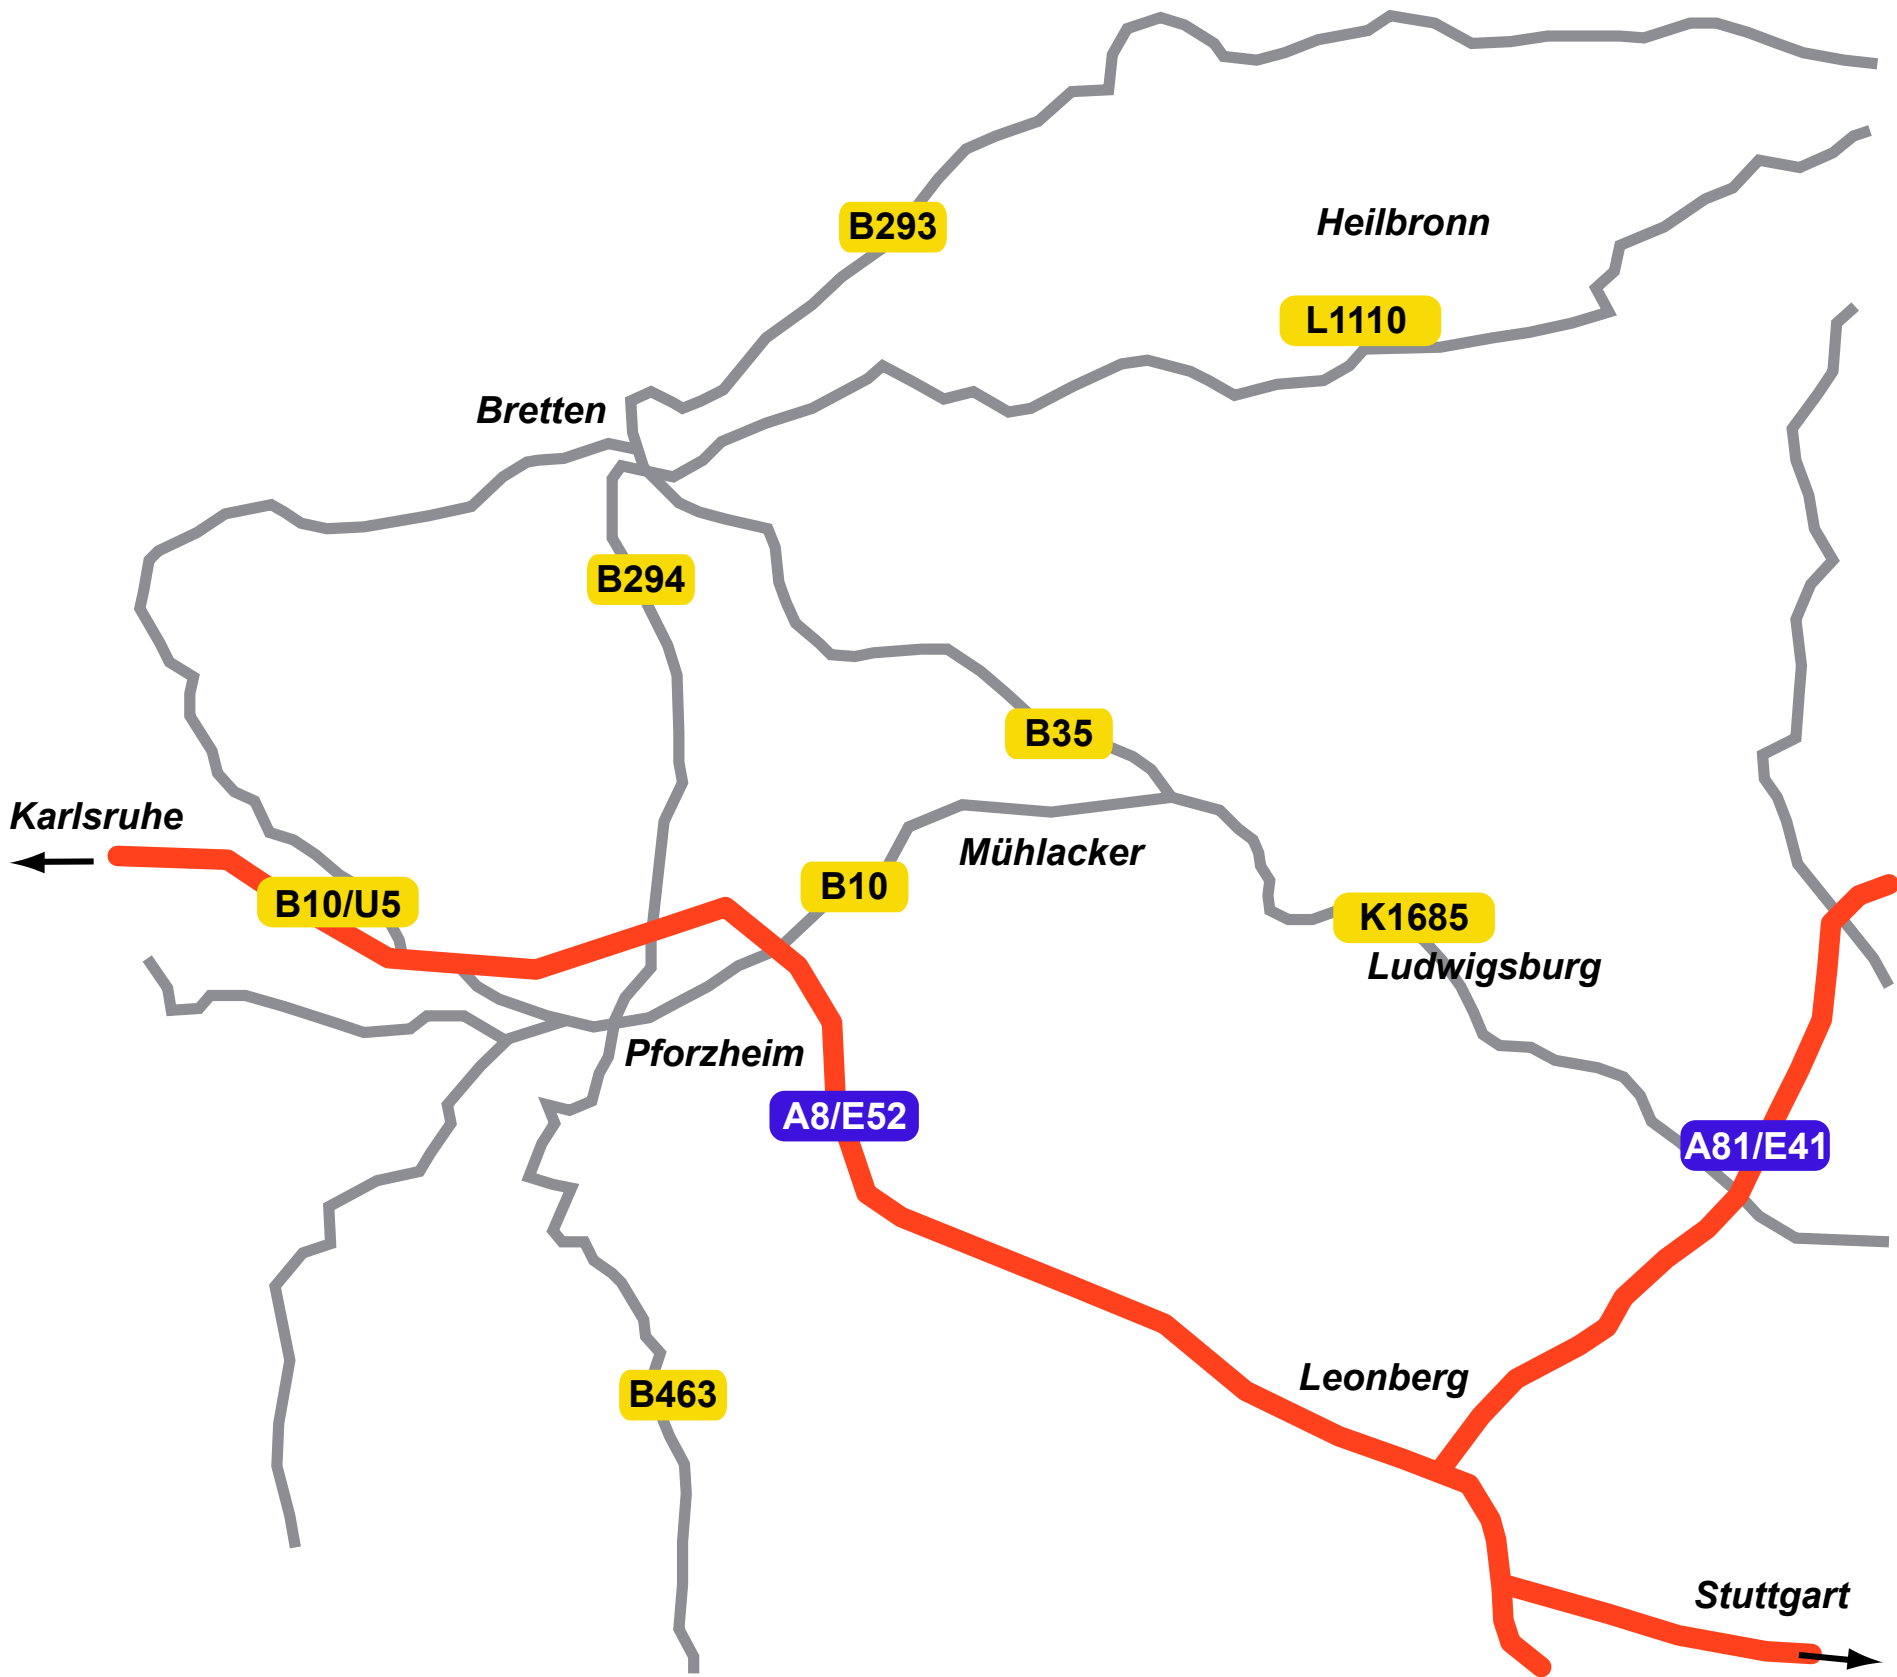 B293
Heilbronn
L1110
Bretten
B294
B35
Karlsruhe
Mühlacker
B10
B10/U5
K1685
Ludwigsburg
Pforzheim
A8/E52
A81/E41
Leonberg
B463
Stuttgart